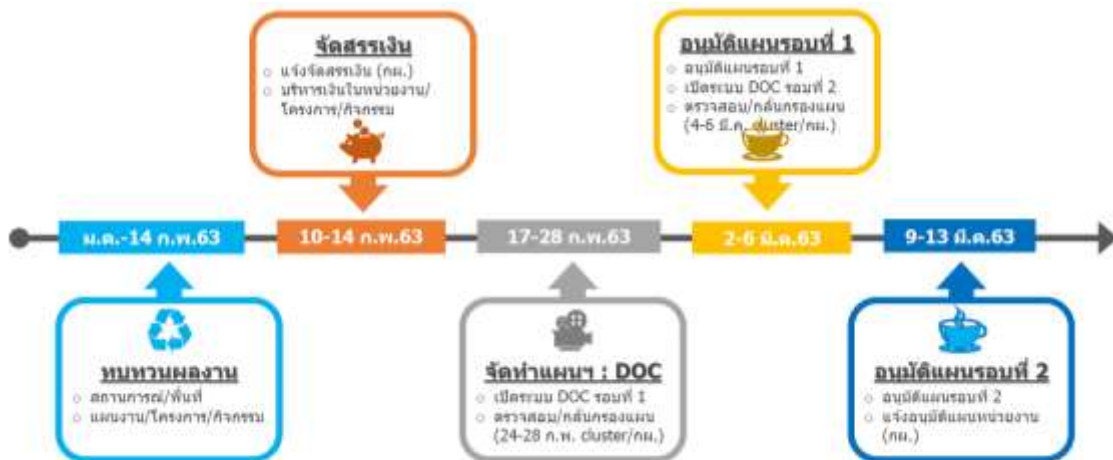 จัดสรรเงิน
แจ้งจัดสรรเงิน (กผ.)
บริหารเงินในหน่วยงาน/
โครงการ/กิจกรรม
อนุมัติแผนรอบที่ 1
อนุมัติแผนรอบที่ 1
เปิดระบบ DOC รอบที่ 2
ตรวจสอบ/กลั่นกรองแผน
(4-6 มี.ค. cluster/กผ.)
ม.ค.-14 ก.พ.63
10-14 ก.พ.63
17-28 ก.พ.63
2-6 มี.ค.63
9-13 มี.ค.63
ทบทวนผลงาน
สถานการณ์/พื้นที่
แผนงาน/โครงการ/กิจกรรม
จัดทำแผนฯ : DOC
เปิดระบบ DOC รอบที่ 1
ตรวจสอบ/กลั่นกรองแผน
(24-28 ก.พ. cluster/กผ.)
อนุมัติแผนรอบที่ 2
อนุมัติแผนรอบที่ 2
แจ้งอนุมัติแผนหน่วยงาน
(กผ.)